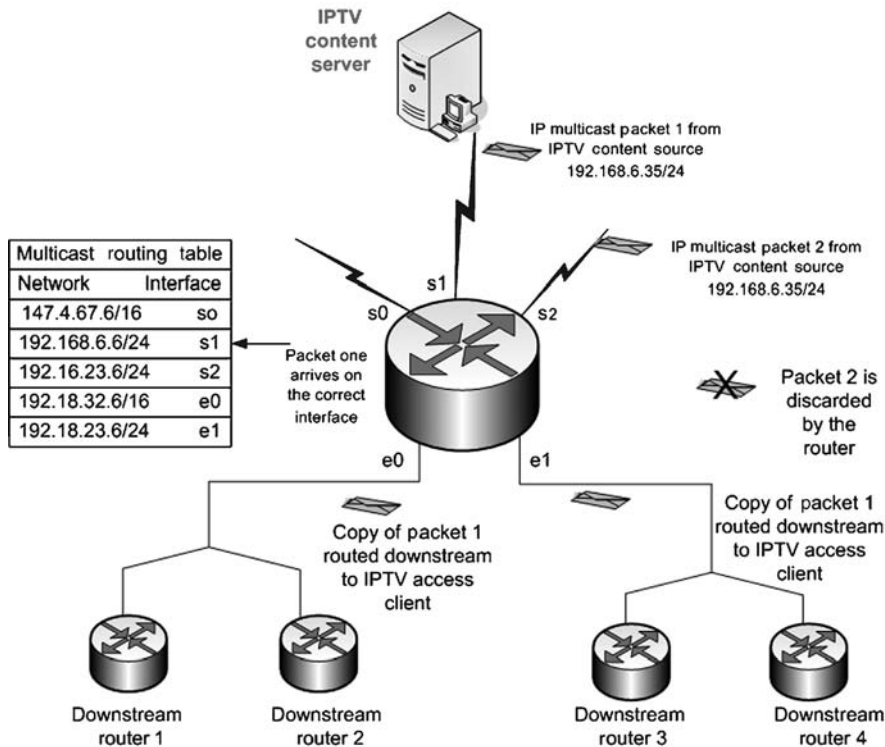 IPTV
content
server
IP multicast packet 1 from
IPTV content source
192.168.6.35/24
IP multicast packet 2 from
IPTV content source
192.168.6.35/24
s1
s0
s2
Multicast routing table
Network Interface
147.4.67.6/16 so
192.168.6.6/24 s1
192.16.23.6/24 s2
192.18.32.6/16 e0
192.18.23.6/24 e1
Packet one
arrives on
the correct
interface
Packet 2 is
discarded
by the
router
e0
e1
Copy of packet 1
routed downstream
to IPTV access
client
Copy of packet 1
routed downstream
to IPTV access
client
Downstream
router 1
Downstream
router 2
Downstream
router 3
Downstream
router 4